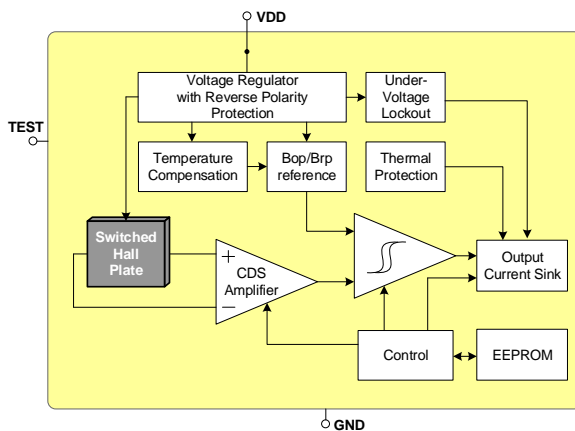 VDD
Voltage Regulator
with Reverse Polarity
Protection
Under-
Voltage
Lockout
TEST
Temperature
Compensation
Bop/Brp
reference
Thermal
Protection
Switched
Hall
Plate
+
−
CDS
Amplifier
Output
Current Sink
Control
EEPROM
GND